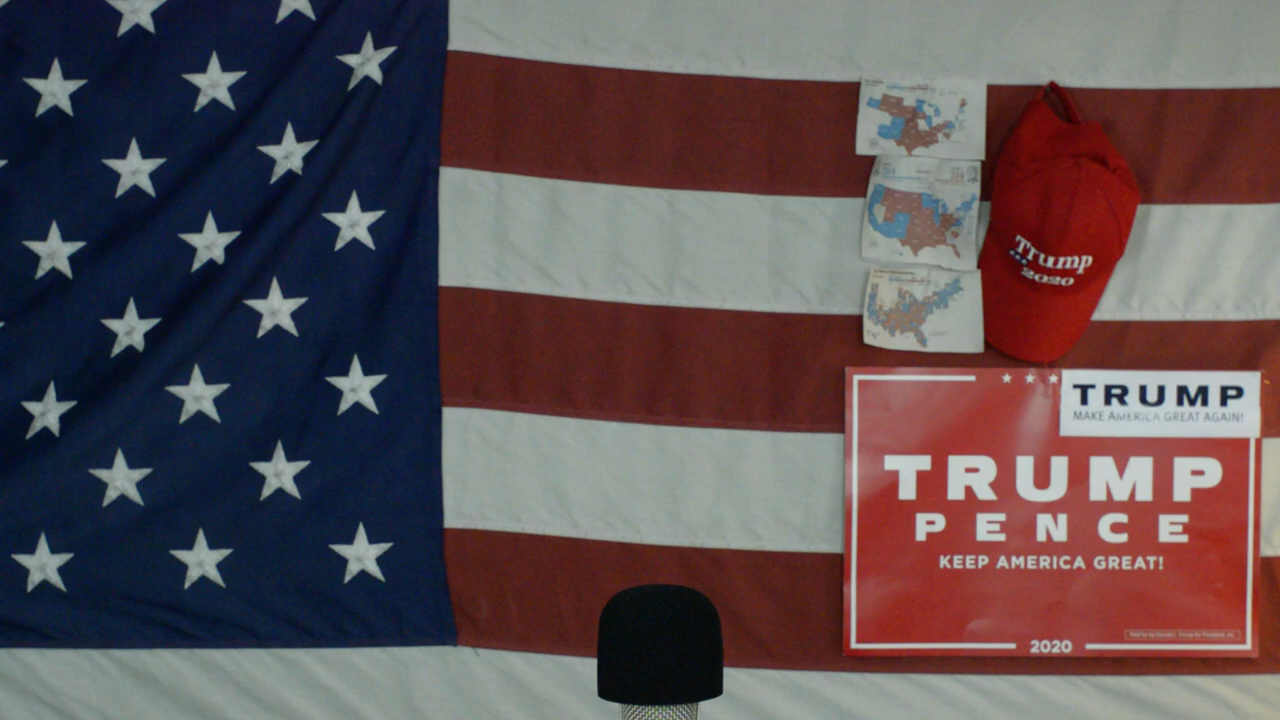 Trump
2020
TRUMP
MAKE AMERICA GREAT AGAIN!
TRUMP
PENCE
KEEP AMERICA GREAT!
2020